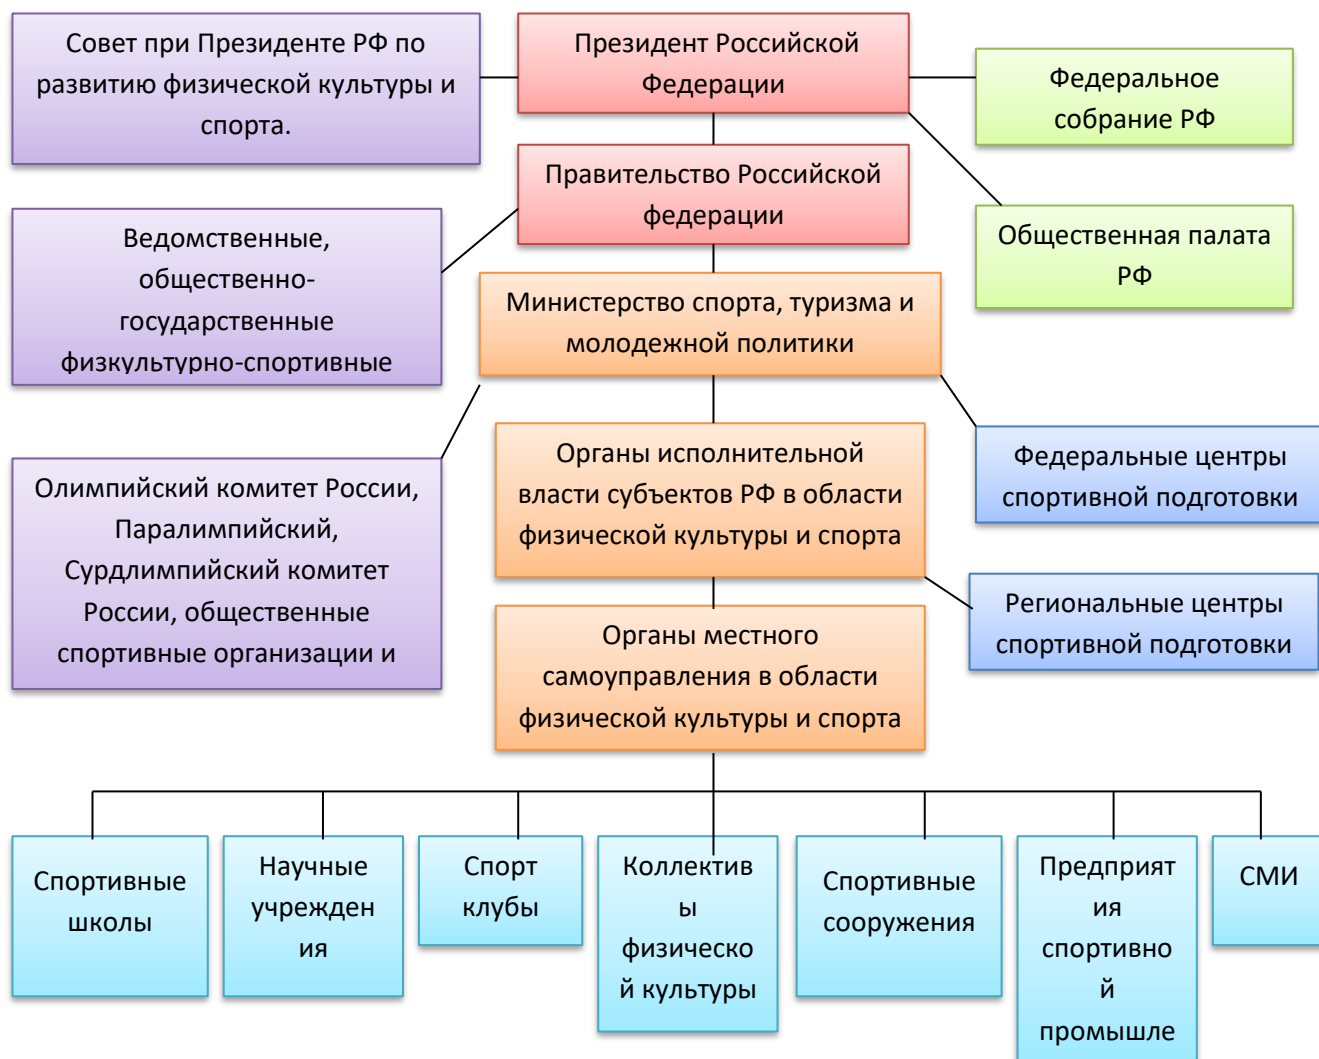 Совет при Президенте РФ по
развитию физической культуры и
спорта.
Президент Российской
Федерации
Федеральное
собрание РФ
Правительство Российской
федерации
Ведомственные,
общественно-
государственные
физкультурно-спортивные
Общественная палата
РФ
Министерство спорта, туризма и
молодежной политики
Олимпийский комитет России,
Паралимпийский,
Сурдлимпийский комитет
России, общественные
спортивные организации и
Органы исполнительной
власти субъектов РФ в области
физической культуры и спорта
Федеральные центры
спортивной подготовки
Региональные центры
спортивной подготовки
Органы местного
самоуправления в области
физической культуры и спорта
Спортивные
школы
Научные
учрежден
ия
Спорт
клубы
Коллектив
ы
физическо
й культуры
Спортивные
сооружения
Предприят
ия
спортивно
й
промышле
СМИ